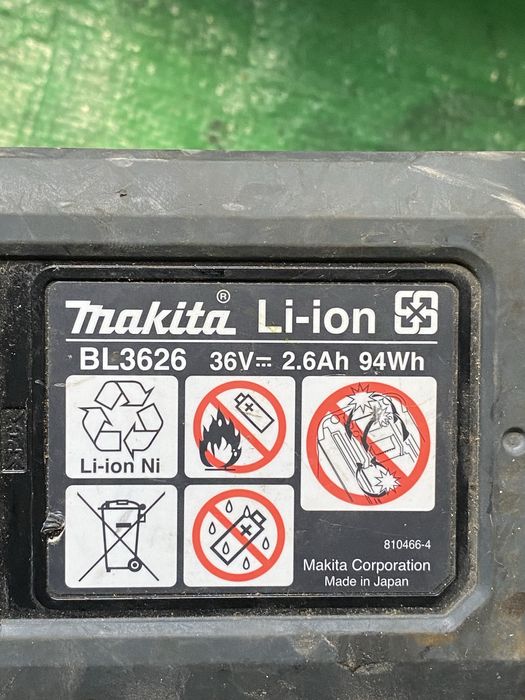 makita® Li-ion
BL3626 36V⎓ 2.6Ah 94Wh
Li-ion Ni
810466-4
Makita Corporation
Made in Japan